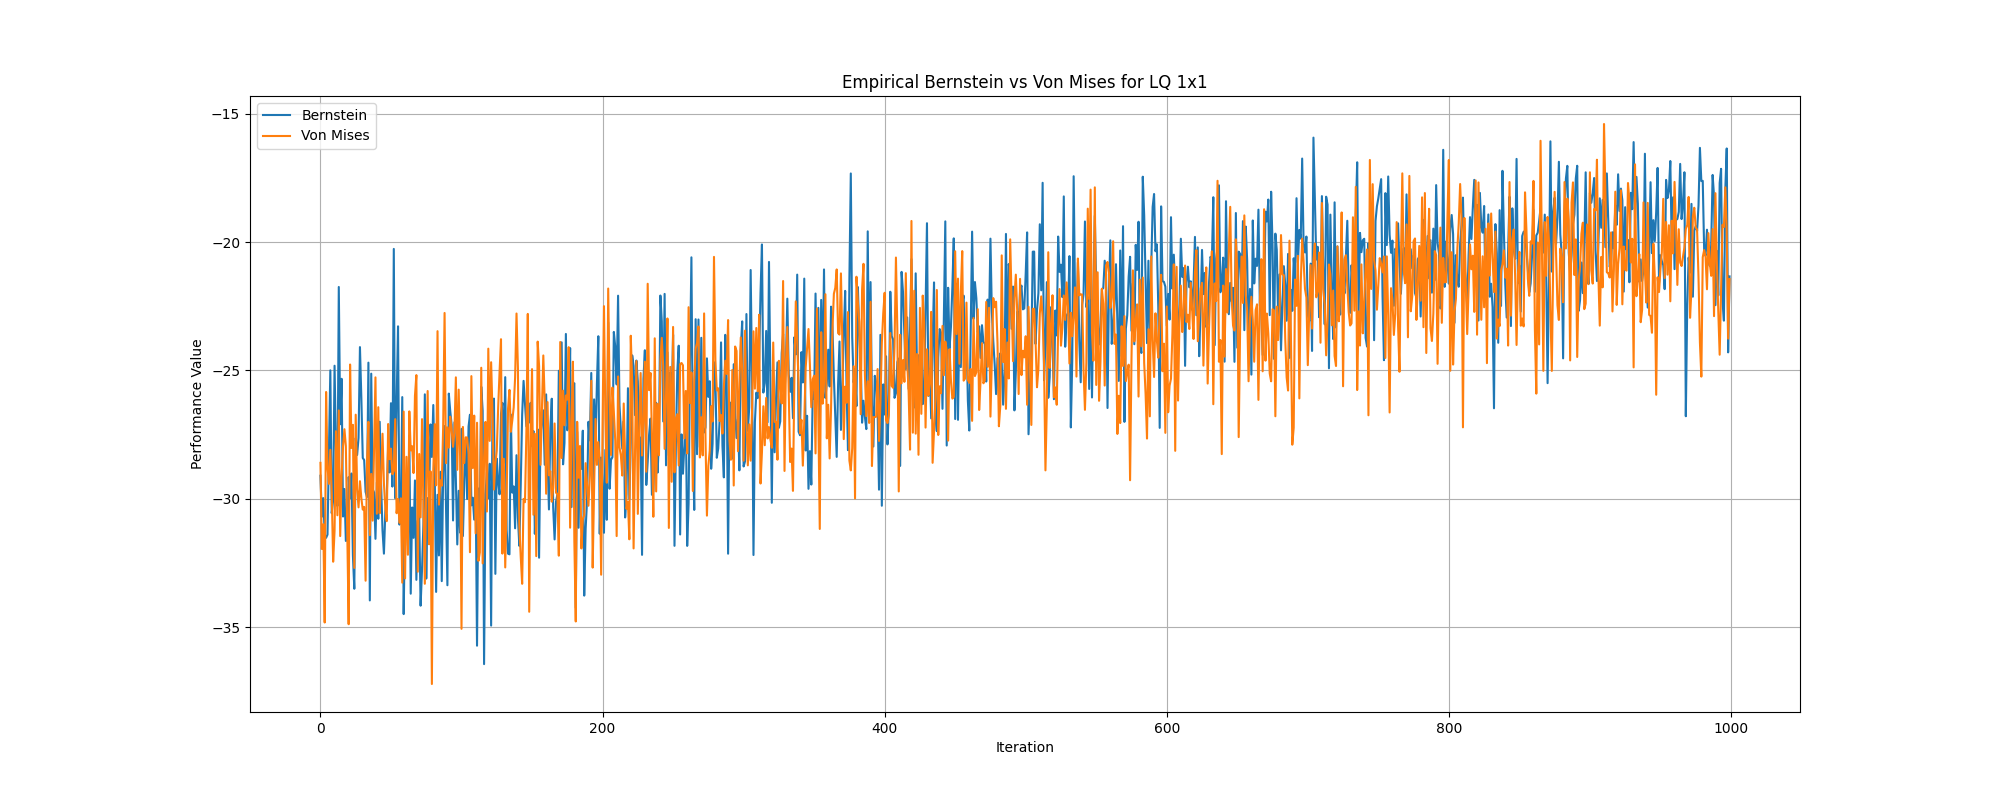 Empirical Bernstein vs Von Mises for LQ 1x1
Bernstein
Von Mises
Performance Value
−15
−20
−25
−30
−35
0
200
400
600
800
1000
Iteration